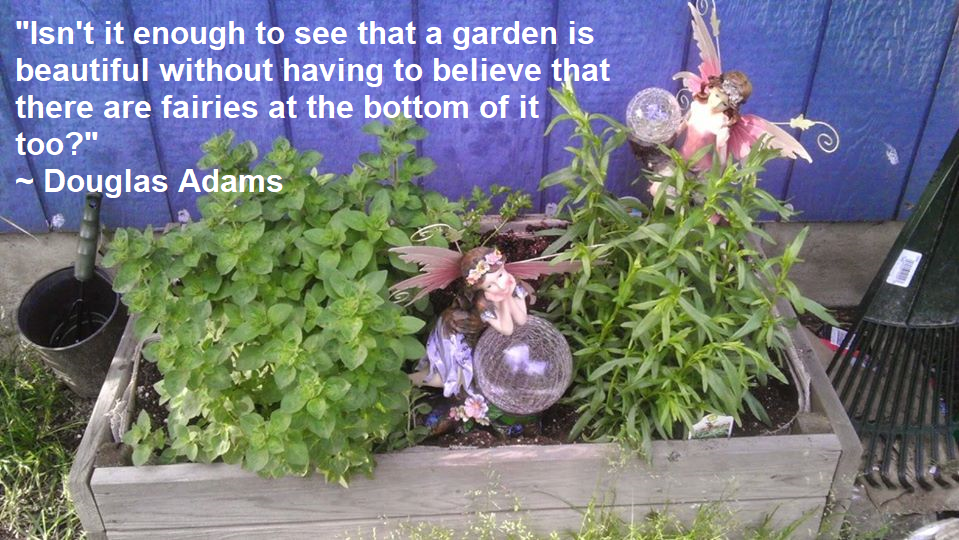 "Isn't it enough to see that a garden is
beautiful without having to believe that
there are fairies at the bottom of it
too?"
~ Douglas Adams